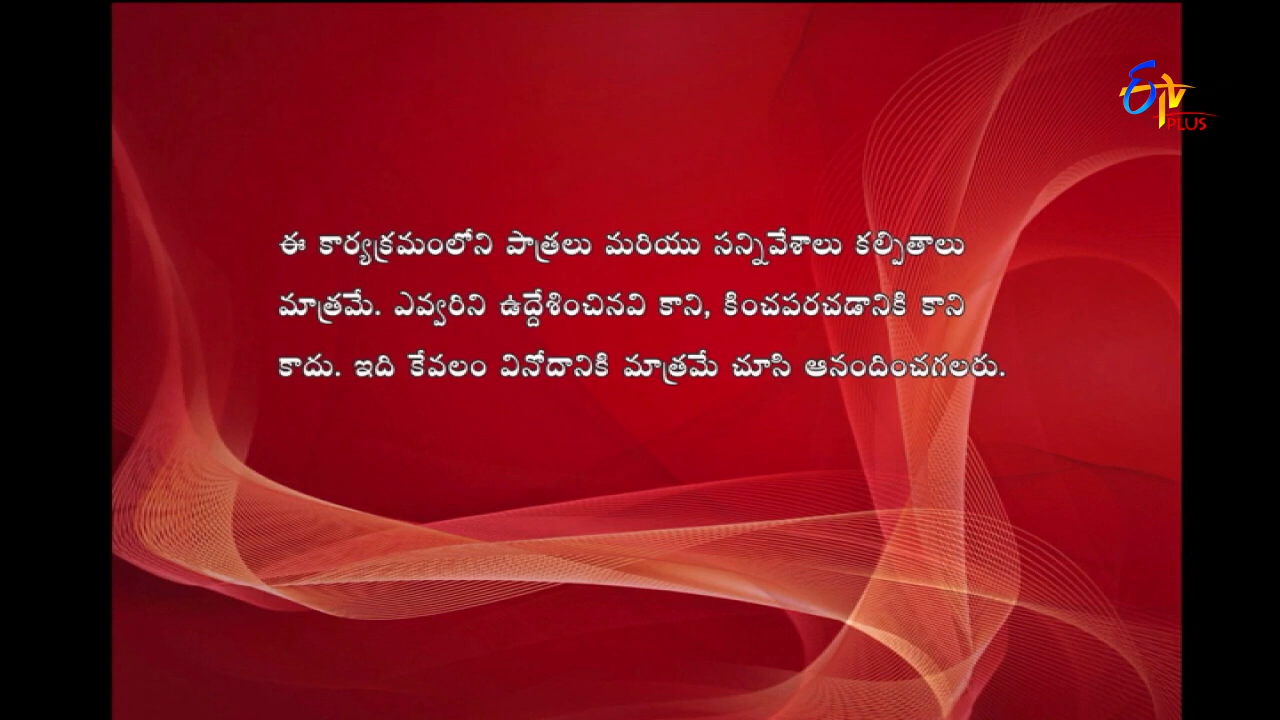 ETV
PLUS
ఈ కార్యక్రమంలోని పాత్రలు మరియు సన్నివేశాలు కల్పితాలు
మాత్రమే. ఎవ్వరిని ఉద్దేశించినవి కాని, కించపరచడానికి కాని
కాదు. ఇది కేవలం వినోదానికి మాత్రమే చూసి ఆనందించగలరు.